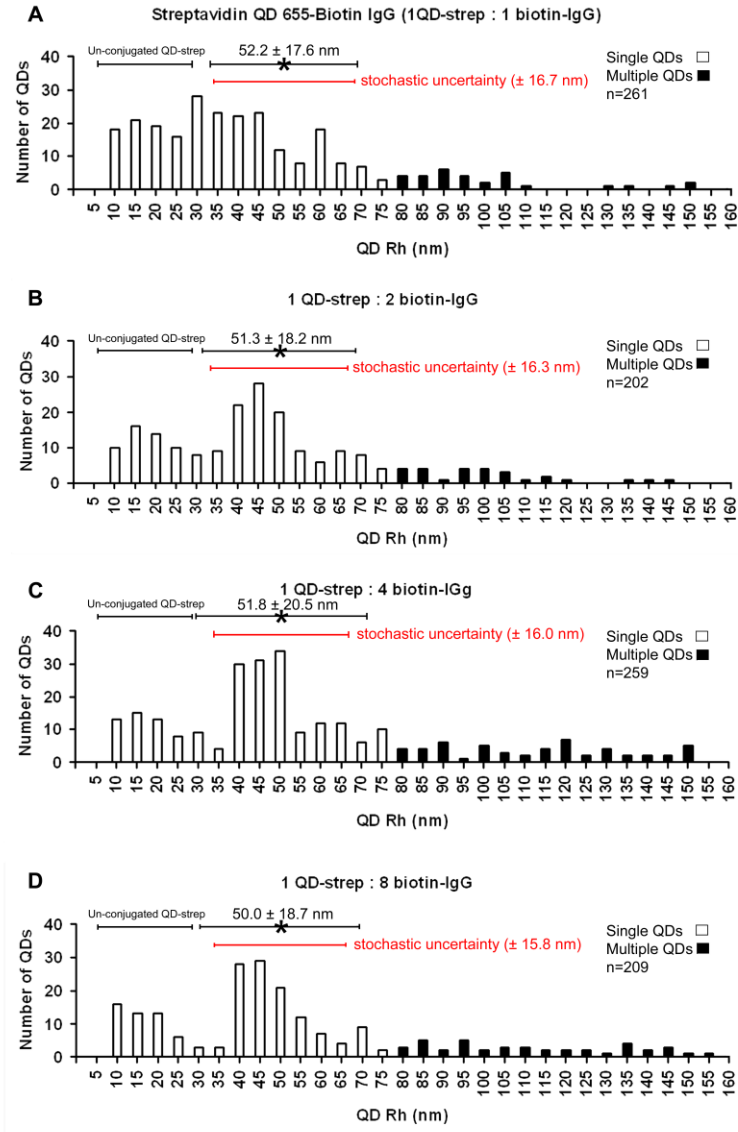 A
Streptavidin QD 655-Biotin IgG (1QD-strep : 1 biotin-IgG)
Un-conjugated QD-strep
52.2 ± 17.6 nm
*
stochastic uncertainty (± 16.7 nm)
Single QDs
Multiple QDs
n=261
Number of QDs
40
30
20
10
0
5 10 15 20 25 30 35 40 45 50 55 60 65 70 75 80 85 90 95 100 105 110 115 120 125 130 135 140 145 150 155 160
QD Rh (nm)
B
1 QD-strep : 2 biotin-IgG
Un-conjugated QD-strep
51.3 ± 18.2 nm
*
stochastic uncertainty (± 16.3 nm)
Single QDs
Multiple QDs
n=202
Number of QDs
40
30
20
10
0
5 10 15 20 25 30 35 40 45 50 55 60 65 70 75 80 85 90 95 100 105 110 115 120 125 130 135 140 145 150 155 160
QD Rh (nm)
C
1 QD-strep : 4 biotin-IGg
Un-conjugated QD-strep
51.8 ± 20.5 nm
*
stochastic uncertainty (± 16.0 nm)
Single QDs
Multiple QDs
n=259
Number of QDs
40
30
20
10
0
5 10 15 20 25 30 35 40 45 50 55 60 65 70 75 80 85 90 95 100 105 110 115 120 125 130 135 140 145 150 155 160
QD Rh (nm)
D
1 QD-strep : 8 biotin-IgG
Un-conjugated QD-strep
50.0 ± 18.7 nm
*
stochastic uncertainty (± 15.8 nm)
Single QDs
Multiple QDs
n=209
Number of QDs
40
30
20
10
0
5 10 15 20 25 30 35 40 45 50 55 60 65 70 75 80 85 90 95 100 105 110 115 120 125 130 135 140 145 150 155 160
QD Rh (nm)